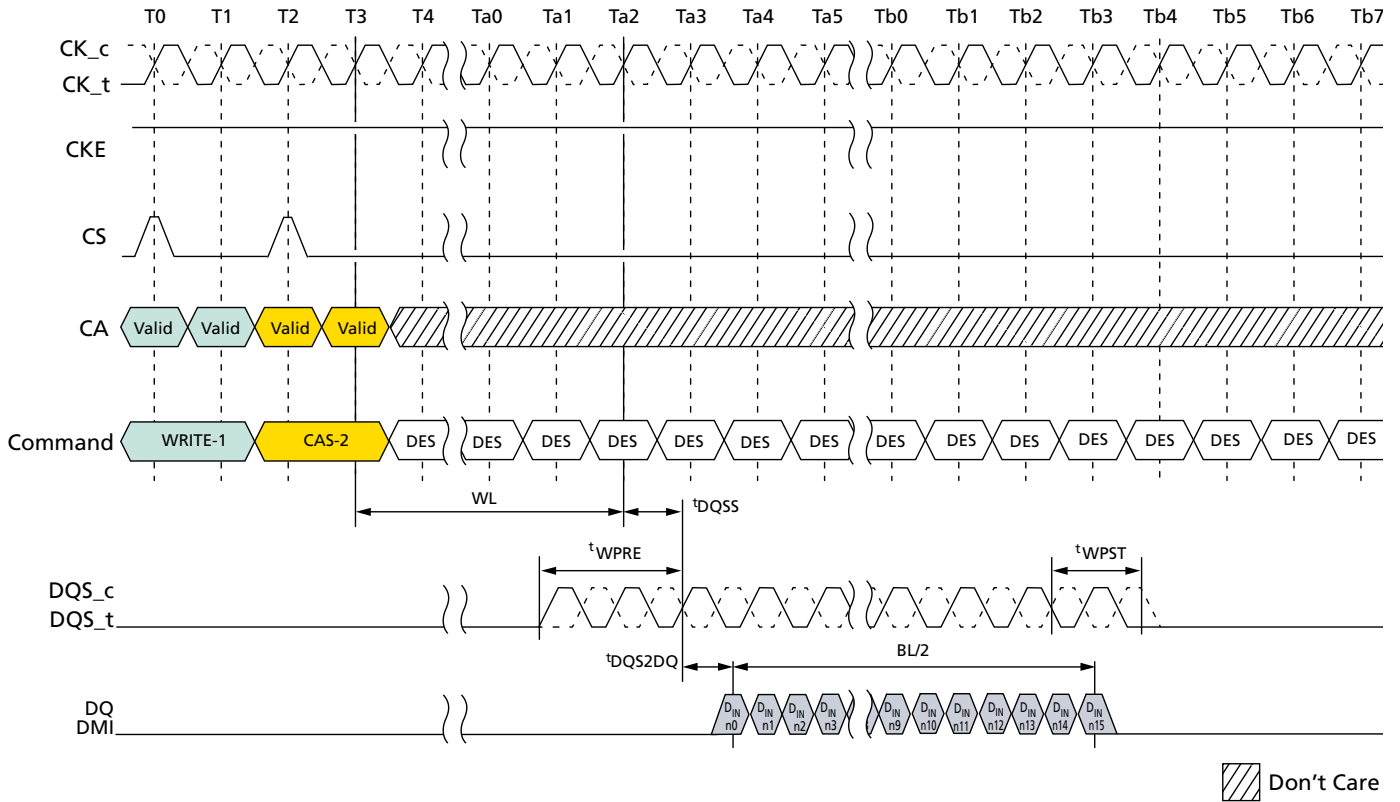 T0 T1 T2 T3 T4 Ta0 Ta1 Ta2 Ta3 Ta4 Ta5 Tb0 Tb1 Tb2 Tb3 Tb4 Tb5 Tb6 Tb7
CK_c
CK_t
CKE
CS
CA Valid Valid Valid Valid
Command WRITE-1 CAS-2 DES DES DES DES DES DES DES DES DES DES DES DES DES DES DES
WL tDQSS
tWPRE tWPST
DQS_c
DQS_t
tDQS2DQ BL/2
DQ DIN n0 DIN n1 DIN n2 DIN n3 DIN n9 DIN n10 DIN n11 DIN n12 DIN n13 DIN n14 DIN n15
DMI
Don't Care